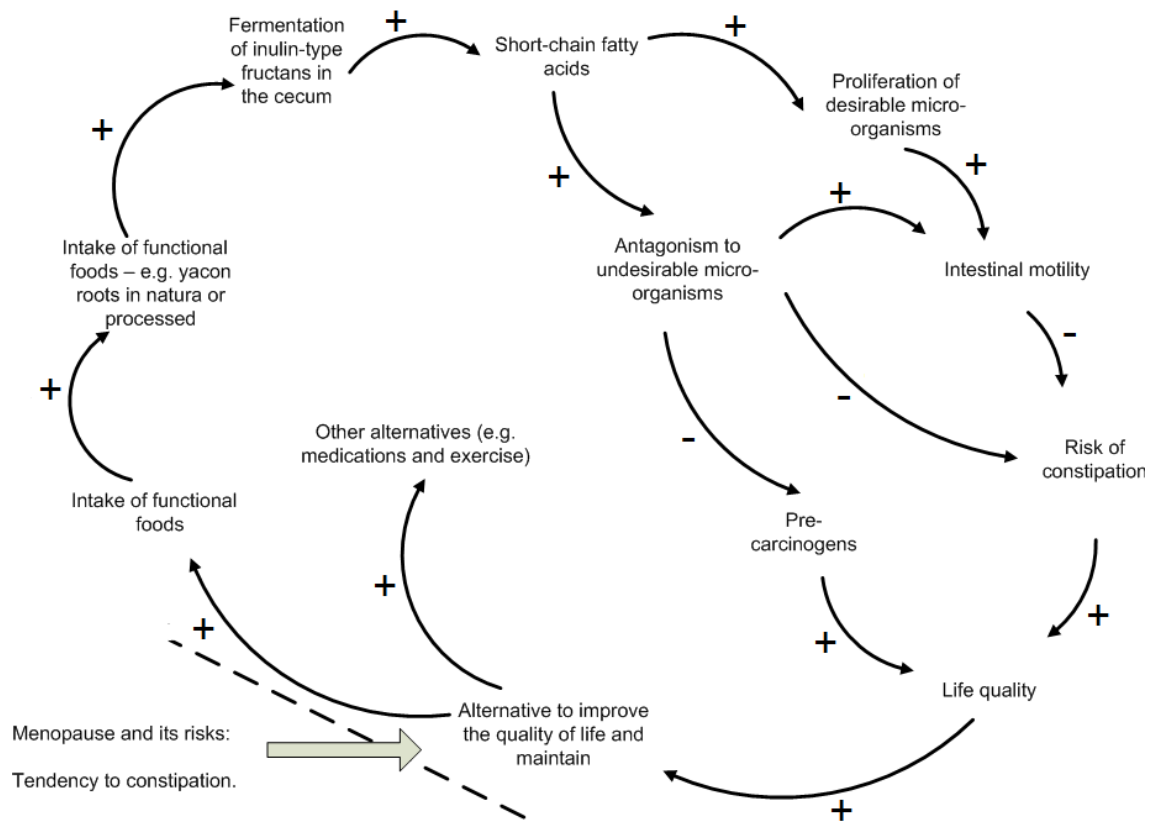 Fermentation
of inulin-type
fructans in
the cecum
+
+
Short-chain fatty
acids
+
Proliferation of
desirable micro-
organisms
+
+
+
Antagonism to
undesirable micro-
organisms
+
Intestinal motility
-
-
-
Intake of functional
foods – e.g. yacon
roots in natura or
processed
+
Other alternatives (e.g.
medications and exercise)
Risk of
constipation
Intake of functional
foods
Pre-
carcinogens
+
+
+
+
Life quality
Alternative to improve
the quality of life and
maintain
Menopause and its risks:
Tendency to constipation.
+